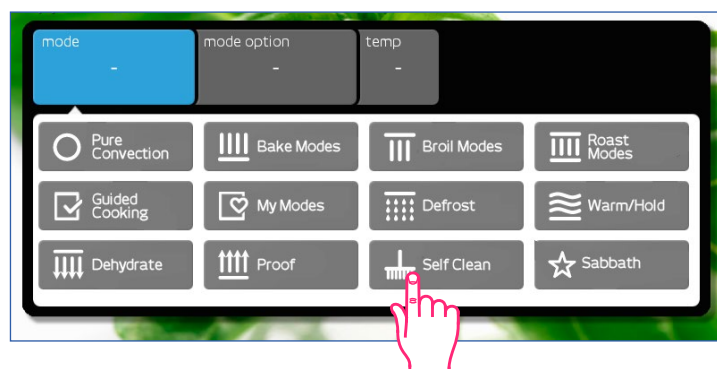 mode
mode option
temp
-
-
-
Pure
Convection
Bake Modes
Broil Modes
Roast
Modes
Guided
Cooking
My Modes
Defrost
Warm/Hold
Dehydrate
Proof
Self Clean
Sabbath